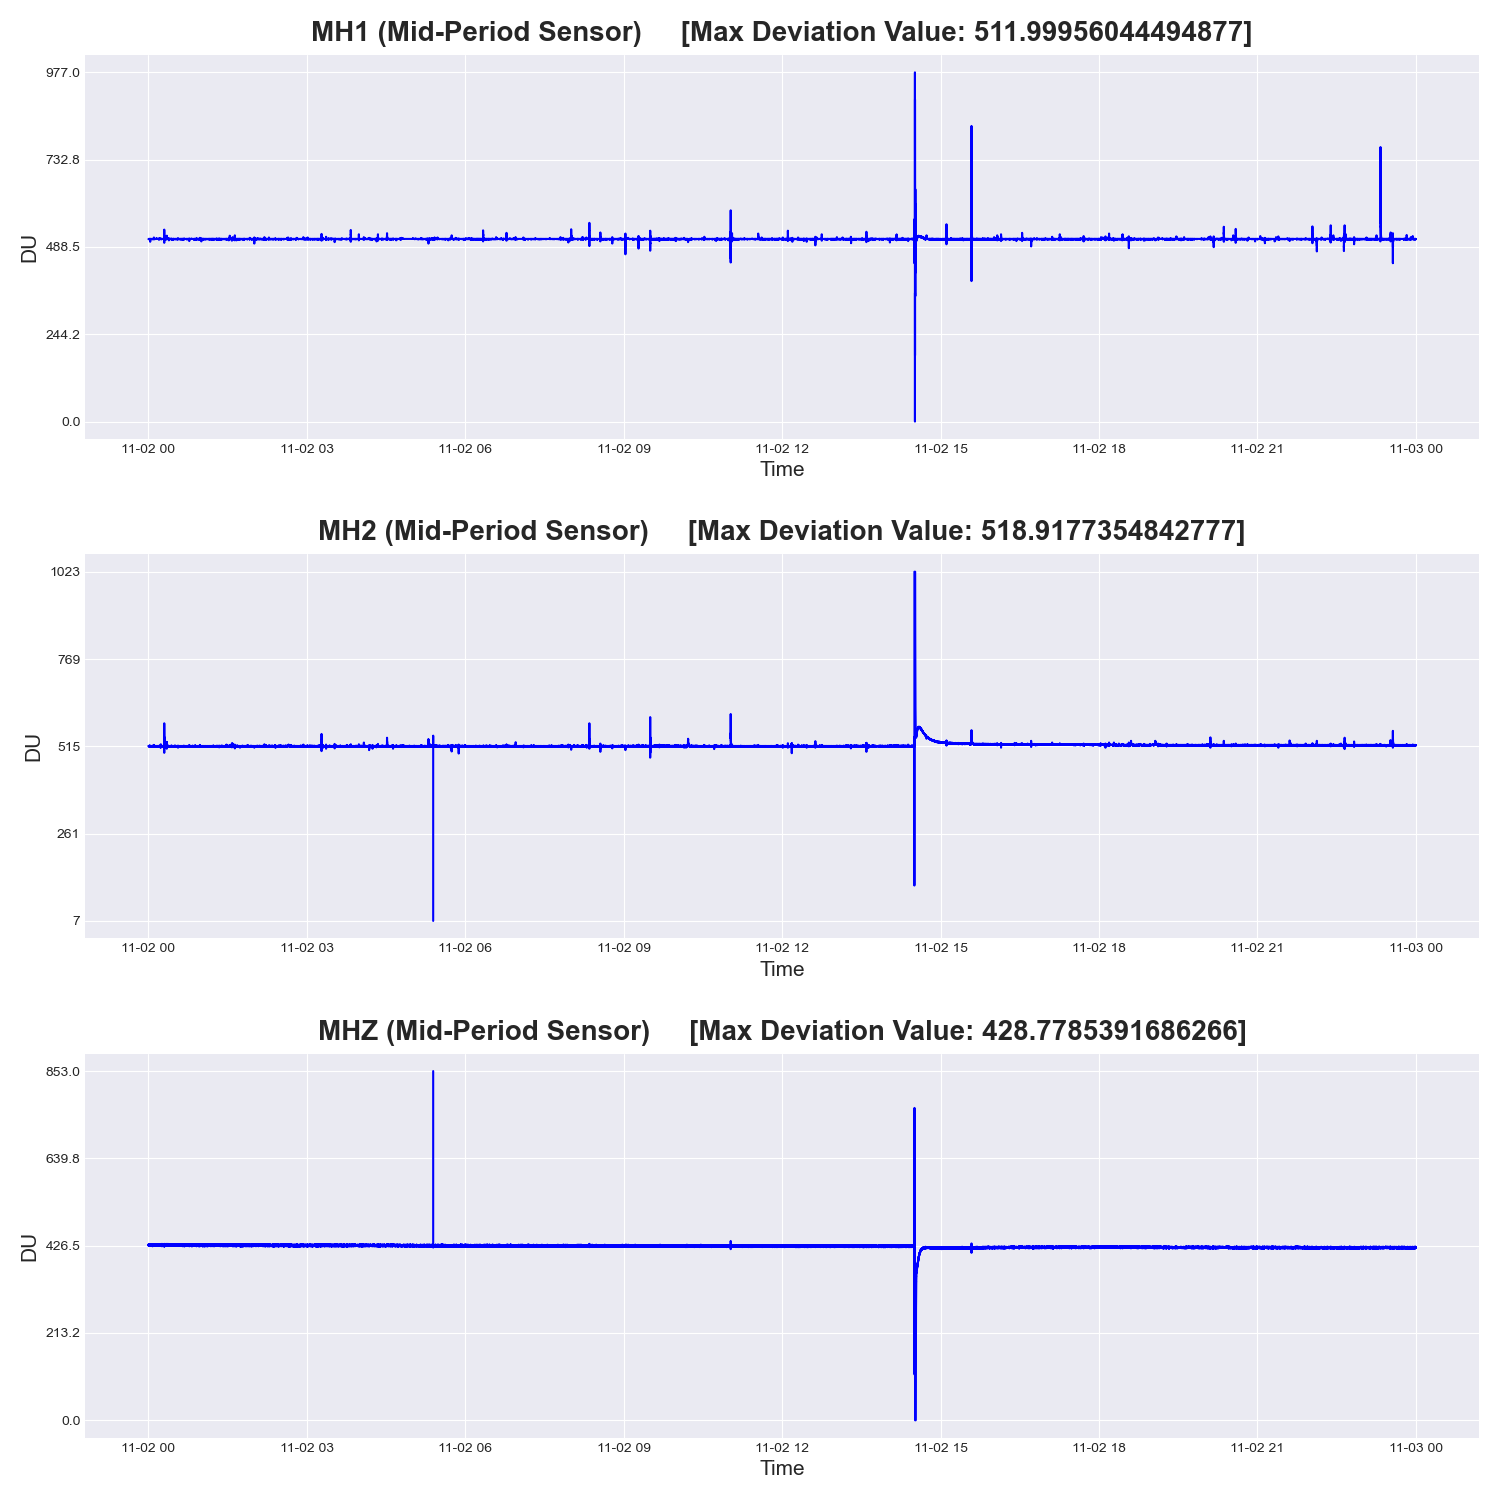 MH1 (Mid-Period Sensor) [Max Deviation Value: 511.99956044494877]
977.0
732.8
488.5
244.2
0.0
DU
11-02 00 11-02 03 11-02 06 11-02 09 11-02 12 11-02 15 11-02 18 11-02 21 11-03 00
Time
MH2 (Mid-Period Sensor) [Max Deviation Value: 518.9177354842777]
1023
769
515
261
7
DU
11-02 00 11-02 03 11-02 06 11-02 09 11-02 12 11-02 15 11-02 18 11-02 21 11-03 00
Time
MHZ (Mid-Period Sensor) [Max Deviation Value: 428.7785391686266]
853.0
639.8
426.5
213.2
0.0
DU
11-02 00 11-02 03 11-02 06 11-02 09 11-02 12 11-02 15 11-02 18 11-02 21 11-03 00
Time